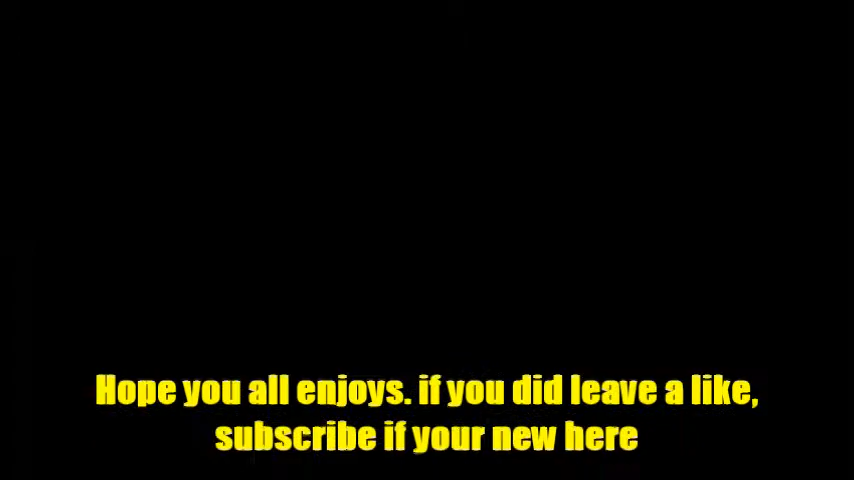 Hope you all enjoys. if you did leave a like,
subscribe if your new here